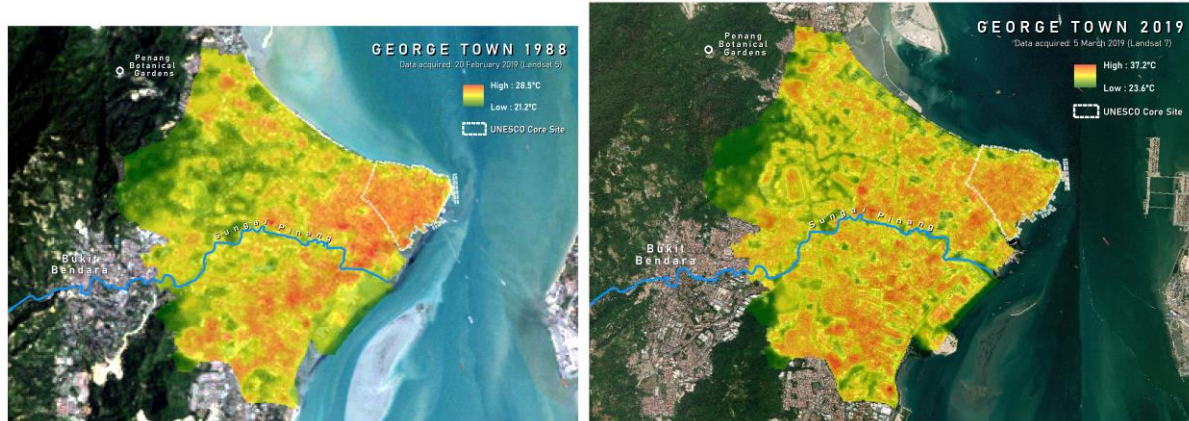 GEORGE TOWN 1988
Data acquired: 20 February 2019 (Landsat 5)
Penang
Botanical
Gardens
High : 28.5°C
Low : 21.2°C
UNESCO Core Site
Sungai Pinang
Bukit
Bendara
GEORGE TOWN 2019
Data acquired: 5 March 2019 (Landsat 7)
Penang
Botanical
Gardens
High : 37.2°C
Low : 23.6°C
UNESCO Core Site
Sungai Pinang
Bukit
Bendara